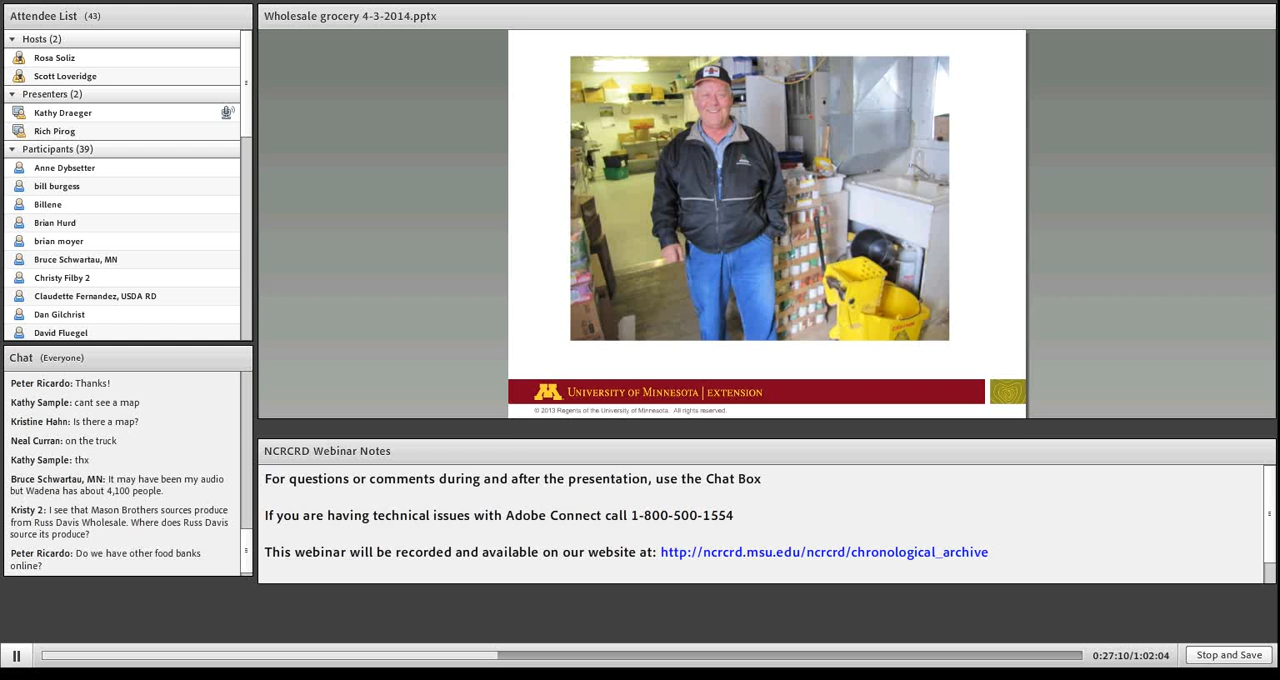 Attendee List (43)
Hosts (2)
Rosa Soliz
Scott Loveridge
Presenters (2)
Kathy Draeger
Rich Pirog
Participants (39)
Anne Dybsetter
bill burgess
Billene
Brian Hurd
brian moyer
Bruce Schwartau, MN
Christy Filby 2
Claudette Fernandez, USDA RD
Dan Gilchrist
David Fluegel
Chat (Everyone)
Peter Ricardo: Thanks!
Kathy Sample: cant see a map
Kristine Hahn: Is there a map?
Neal Curran: on the truck
Kathy Sample: thx
Bruce Schwartau, MN: It may have been my audio
but Wadena has about 4,100 people.
Kristy 2: I see that Mason Brothers sources produce
from Russ Davis Wholesale. Where does Russ Davis
source its produce?
Peter Ricardo: Do we have other food banks
online?
Wholesale grocery 4-3-2014.pptx
UNIVERSITY OF MINNESOTA | EXTENSION
© 2013 Regents of the University of Minnesota. All rights reserved.
NCRCRD Webinar Notes
For questions or comments during and after the presentation, use the Chat Box
If you are having technical issues with Adobe Connect call 1-800-500-1554
This webinar will be recorded and available on our website at: http://ncrcrd.msu.edu/ncrcrd/chronological_archive
0:27:10/1:02:04
Stop and Save